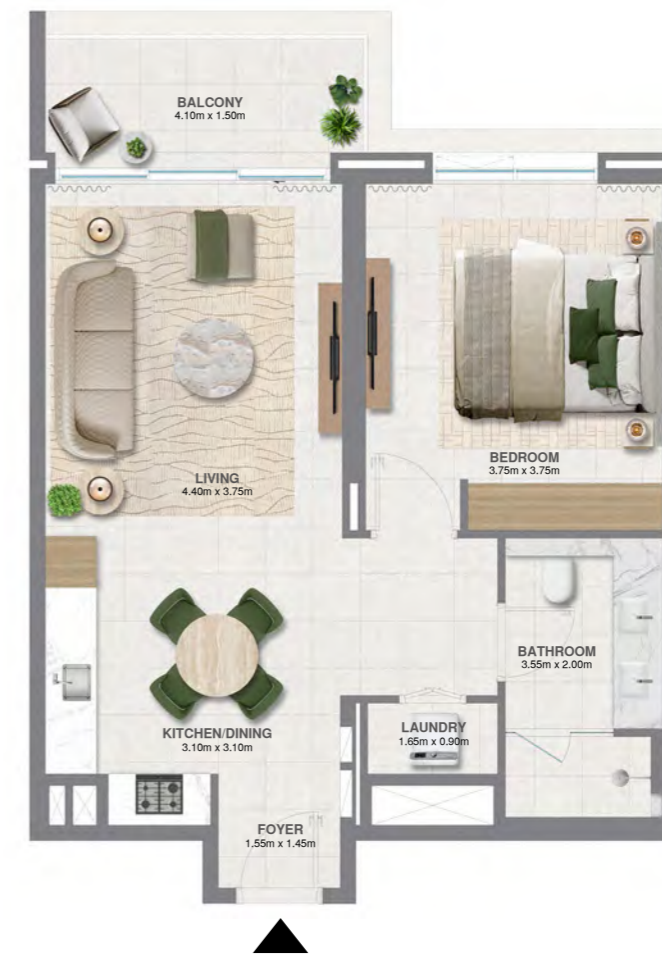 BALCONY
4.10m x 1.50m
LIVING
4.40m x 3.75m
BEDROOM
3.75m x 3.75m
BATHROOM
3.55m x 2.00m
KITCHEN/DINING
3.10m x 3.10m
LAUNDRY
1.65m x 0.90m
FOYER
1.55m x 1.45m